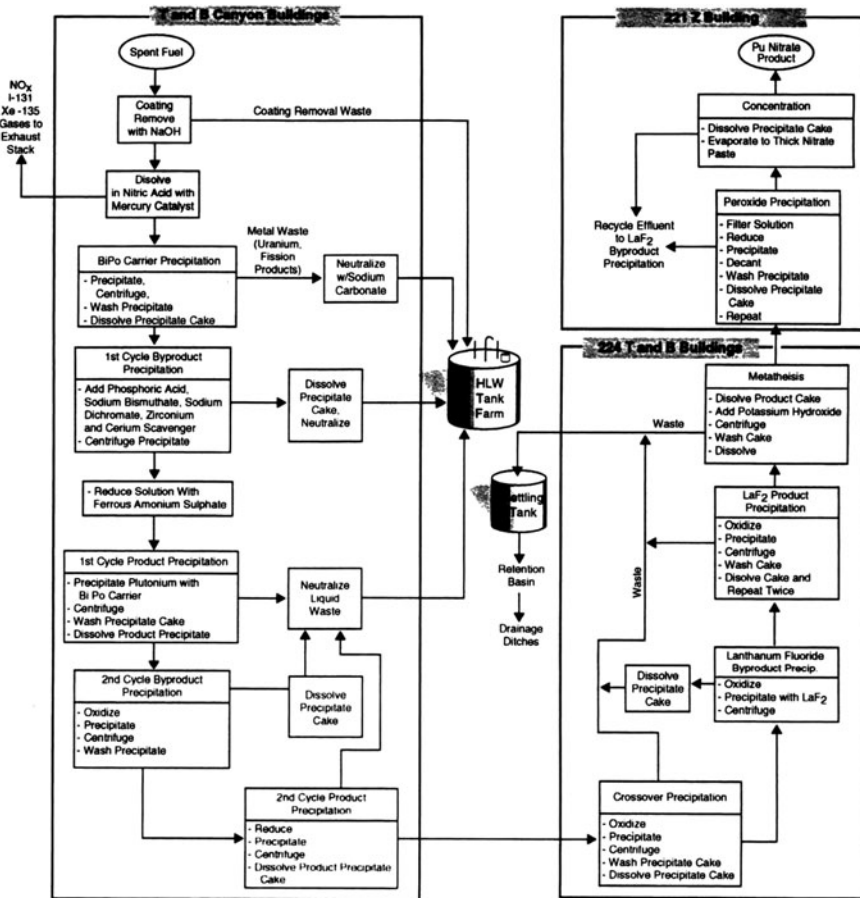 T and B Canyon Buildings
Spent Fuel
NOX
I-131
Xe -135
Gases to
Exhaust
Stack
Coating
Remove
with NaOH
Coating Removal Waste
Disolve
in Nitric Acid with
Mercury Catalyst
BiPo Carrier Precipitation
- Precipitate,
Centrifuge,
- Wash Precipitate
- Dissolve Precipitate Cake
Metal Waste
(Uranium,
Fission
Products)
Neutralize
w/Sodium
Carbonate
1st Cycle Byproduct
Precipitation
- Add Phosphoric Acid,
Sodium Bismuthate, Sodium
Dichromate, Zirconium
and Cerium Scavenger
- Centrifuge Precipitate
Dissolve
Precipitate
Cake,
Neutralize
HLW
Tank
Farm
- Reduce Solution With
Ferrous Amonium Sulphate
1st Cycle Product Precipitation
- Precipitate Plutonium with
Bi Po Carrier
- Centrifuge
- Wash Precipitate Cake
- Dissolve Product Precipitate
Neutralize
Liquid
Waste
2nd Cycle Byproduct
Precipitation
- Oxidize
- Precipitate
- Centrifuge
- Wash Precipitate
Dissolve
Precipitate
Cake
2nd Cycle Product
Precipitation
- Reduce
- Precipitate
- Centrifuge
- Dissolve Product Precipitate
Cake
221 Z Building
Pu Nitrate
Product
Concentration
- Dissolve Precipitate Cake
- Evaporate to Thick Nitrate
Paste
Recycle Effluent
to LaF2
Byproduct
Precipitation
Peroxide Precipitation
- Filter Solution
- Reduce
- Precipitate
- Decant
- Wash Precipitate
- Dissolve Precipitate
Cake
- Repeat
224 T and B Buildings
Metatheisis
- Disolve Product Cake
- Add Potassium Hydroxide
- Centrifuge
- Wash Cake
- Dissolve
Waste
ettling
Tank
Retention
Basin
Drainage
Ditches
LaF2 Product
Precipitation
- Oxidize
- Precipitate
- Centrifuge
- Wash Cake
- Disolve Cake and
Repeat Twice
Waste
Lanthanum Fluoride
Byproduct Precip.
- Oxidize
- Precipitate with LaF2
- Centrifuge
Dissolve
Precipitate
Cake
Crossover Precipitation
- Oxidize
- Precipitate
- Centrifuge
- Wash Precipitate Cake
- Dissolve Precipitate Cake